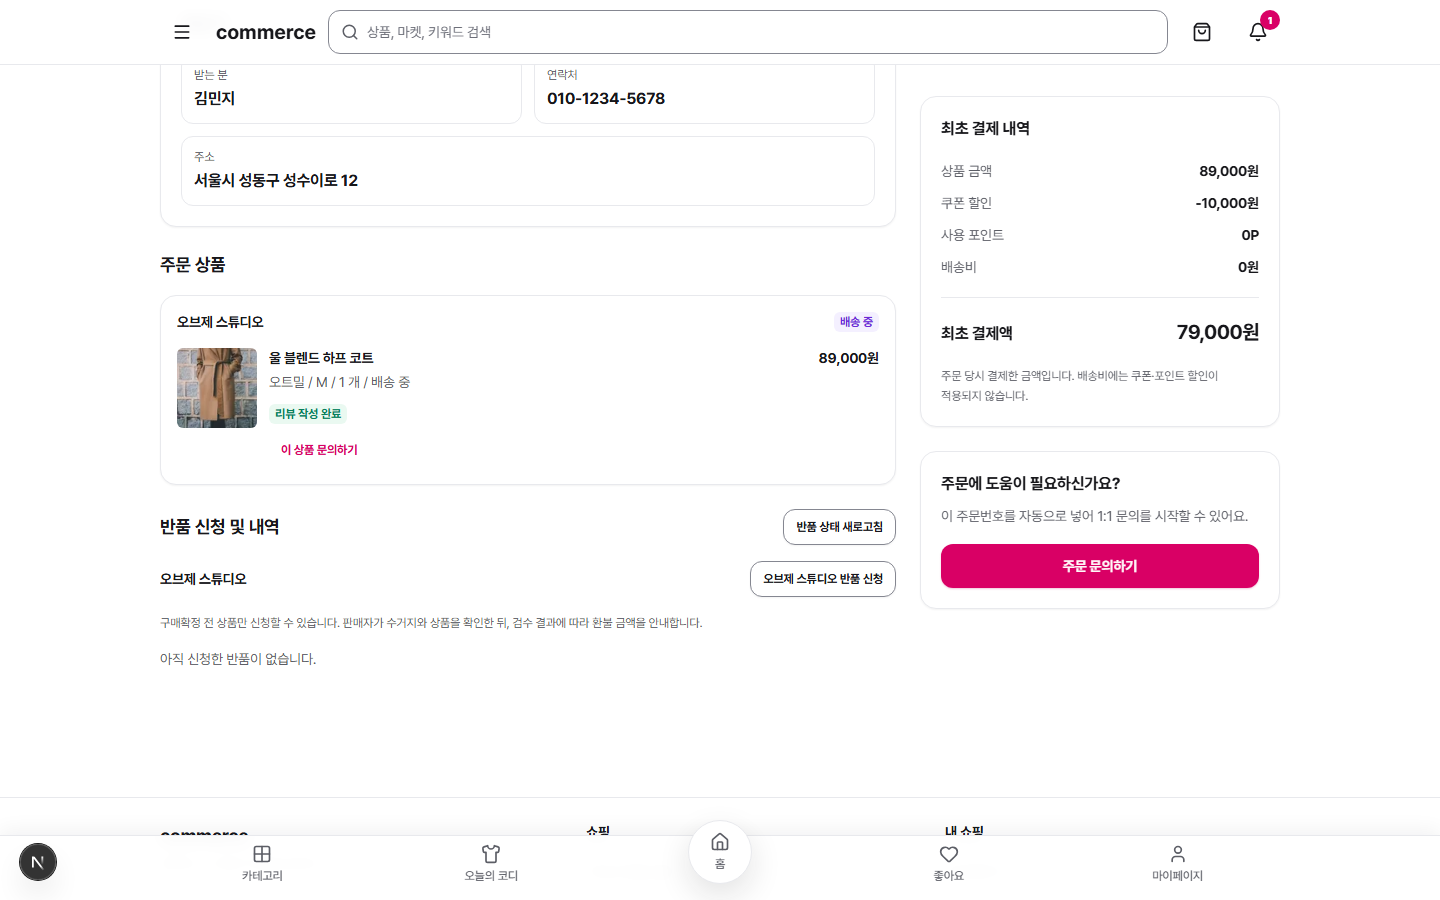 commerce
상품, 마켓, 키워드 검색
1
받는 분
김민지
연락처
010-1234-5678
주소
서울시 성동구 성수이로 12
주문 상품
오브제 스튜디오
배송 중
울 블렌드 하프 코트
89,000원
오트밀 / M / 1 개 / 배송 중
리뷰 작성 완료
이 상품 문의하기
반품 신청 및 내역
반품 상태 새로고침
오브제 스튜디오
오브제 스튜디오 반품 신청
구매확정 전 상품만 신청할 수 있습니다. 판매자가 수거지와 상품을 확인한 뒤, 검수 결과에 따라 환불 금액을 안내합니다.
아직 신청한 반품이 없습니다.
최초 결제 내역
상품 금액
89,000원
쿠폰 할인
-10,000원
사용 포인트
0P
배송비
0원
최초 결제액
79,000원
주문 당시 결제한 금액입니다. 배송비에는 쿠폰·포인트 할인이
적용되지 않습니다.
주문에 도움이 필요하신가요?
이 주문번호를 자동으로 넣어 1:1 문의를 시작할 수 있어요.
주문 문의하기
commerce
쇼핑
내 쇼핑
N
카테고리
오늘의 코디
홈
좋아요
마이페이지